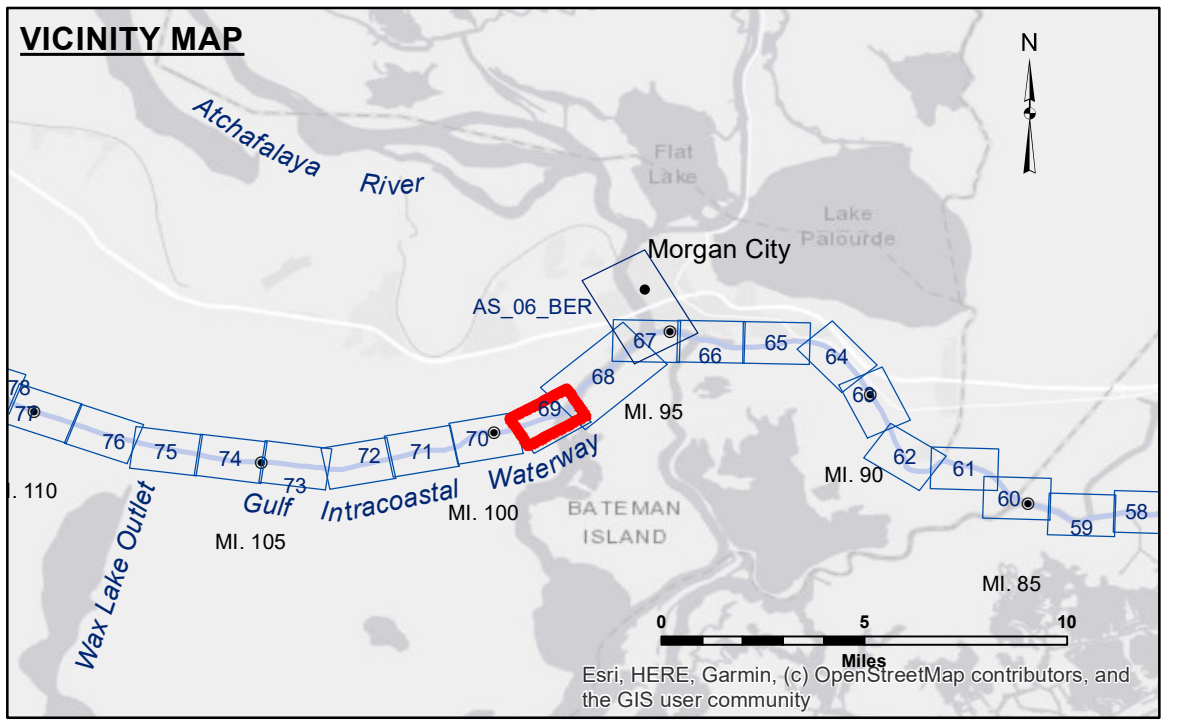 VICINITY MAP
N
Atchafalaya
River
Flat
Lake
Lake
Palourde
Morgan City
AS_06_BER
67
66
65
64
68
63
69
MI. 95
78
77
76
75
74
73
72
71
70
62
61
60
59
58
Waterway
Gulf
Intracoastal
MI. 90
MI. 100
BATEMAN
ISLAND
MI. 105
MI. 85
Wax Lake Outlet
0
5
10
Miles
Esri, HERE, Garmin, (c) OpenStreetMap contributors, and
the GIS user community